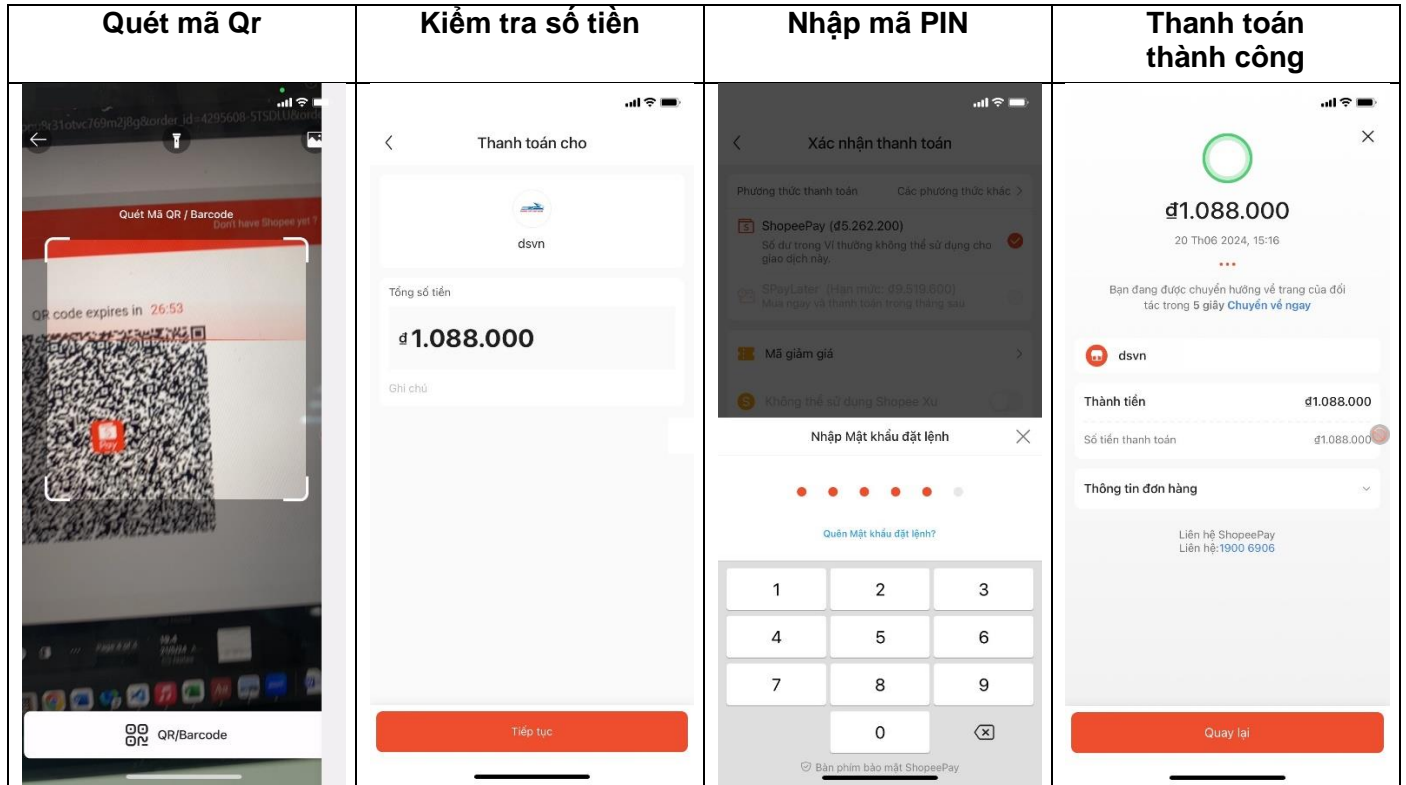 Quét mã Qr
Kiểm tra số tiền
Nhập mã PIN
Thanh toán
thành công
Quét Mã QR / Barcode
Don't have Shopee yet ?
QR code expires in 26:53
Pay
QR/Barcode
Thanh toán cho
dsvn
Tổng số tiền
₫1.088.000
Ghi chú
Tiếp tục
Xác nhận thanh toán
Phương thức thanh toán
Các phương thức khác >
ShopeePay (₫5.262.200)
Số dư trong Ví thưởng không thể sử dụng cho
giao dịch này.
SPayLater (Hạn mức: ₫9.519.600)
Mua ngay và thanh toán trong tháng sau
Mã giảm giá
Không thể sử dụng Shopee Xu
Nhập Mật khẩu đặt lệnh
Quên Mật khẩu đặt lệnh?
1 2 3
4 5 6
7 8 9
0
Bàn phím bảo mật ShopeePay
₫1.088.000
20 Th06 2024, 15:16
Bạn đang được chuyển hướng về trang của đối
tác trong 5 giây Chuyển về ngay
dsvn
Thành tiền
₫1.088.000
Số tiền thanh toán
₫1.088.000
Thông tin đơn hàng
Liên hệ ShopeePay
Liên hệ:1900 6906
Quay lại